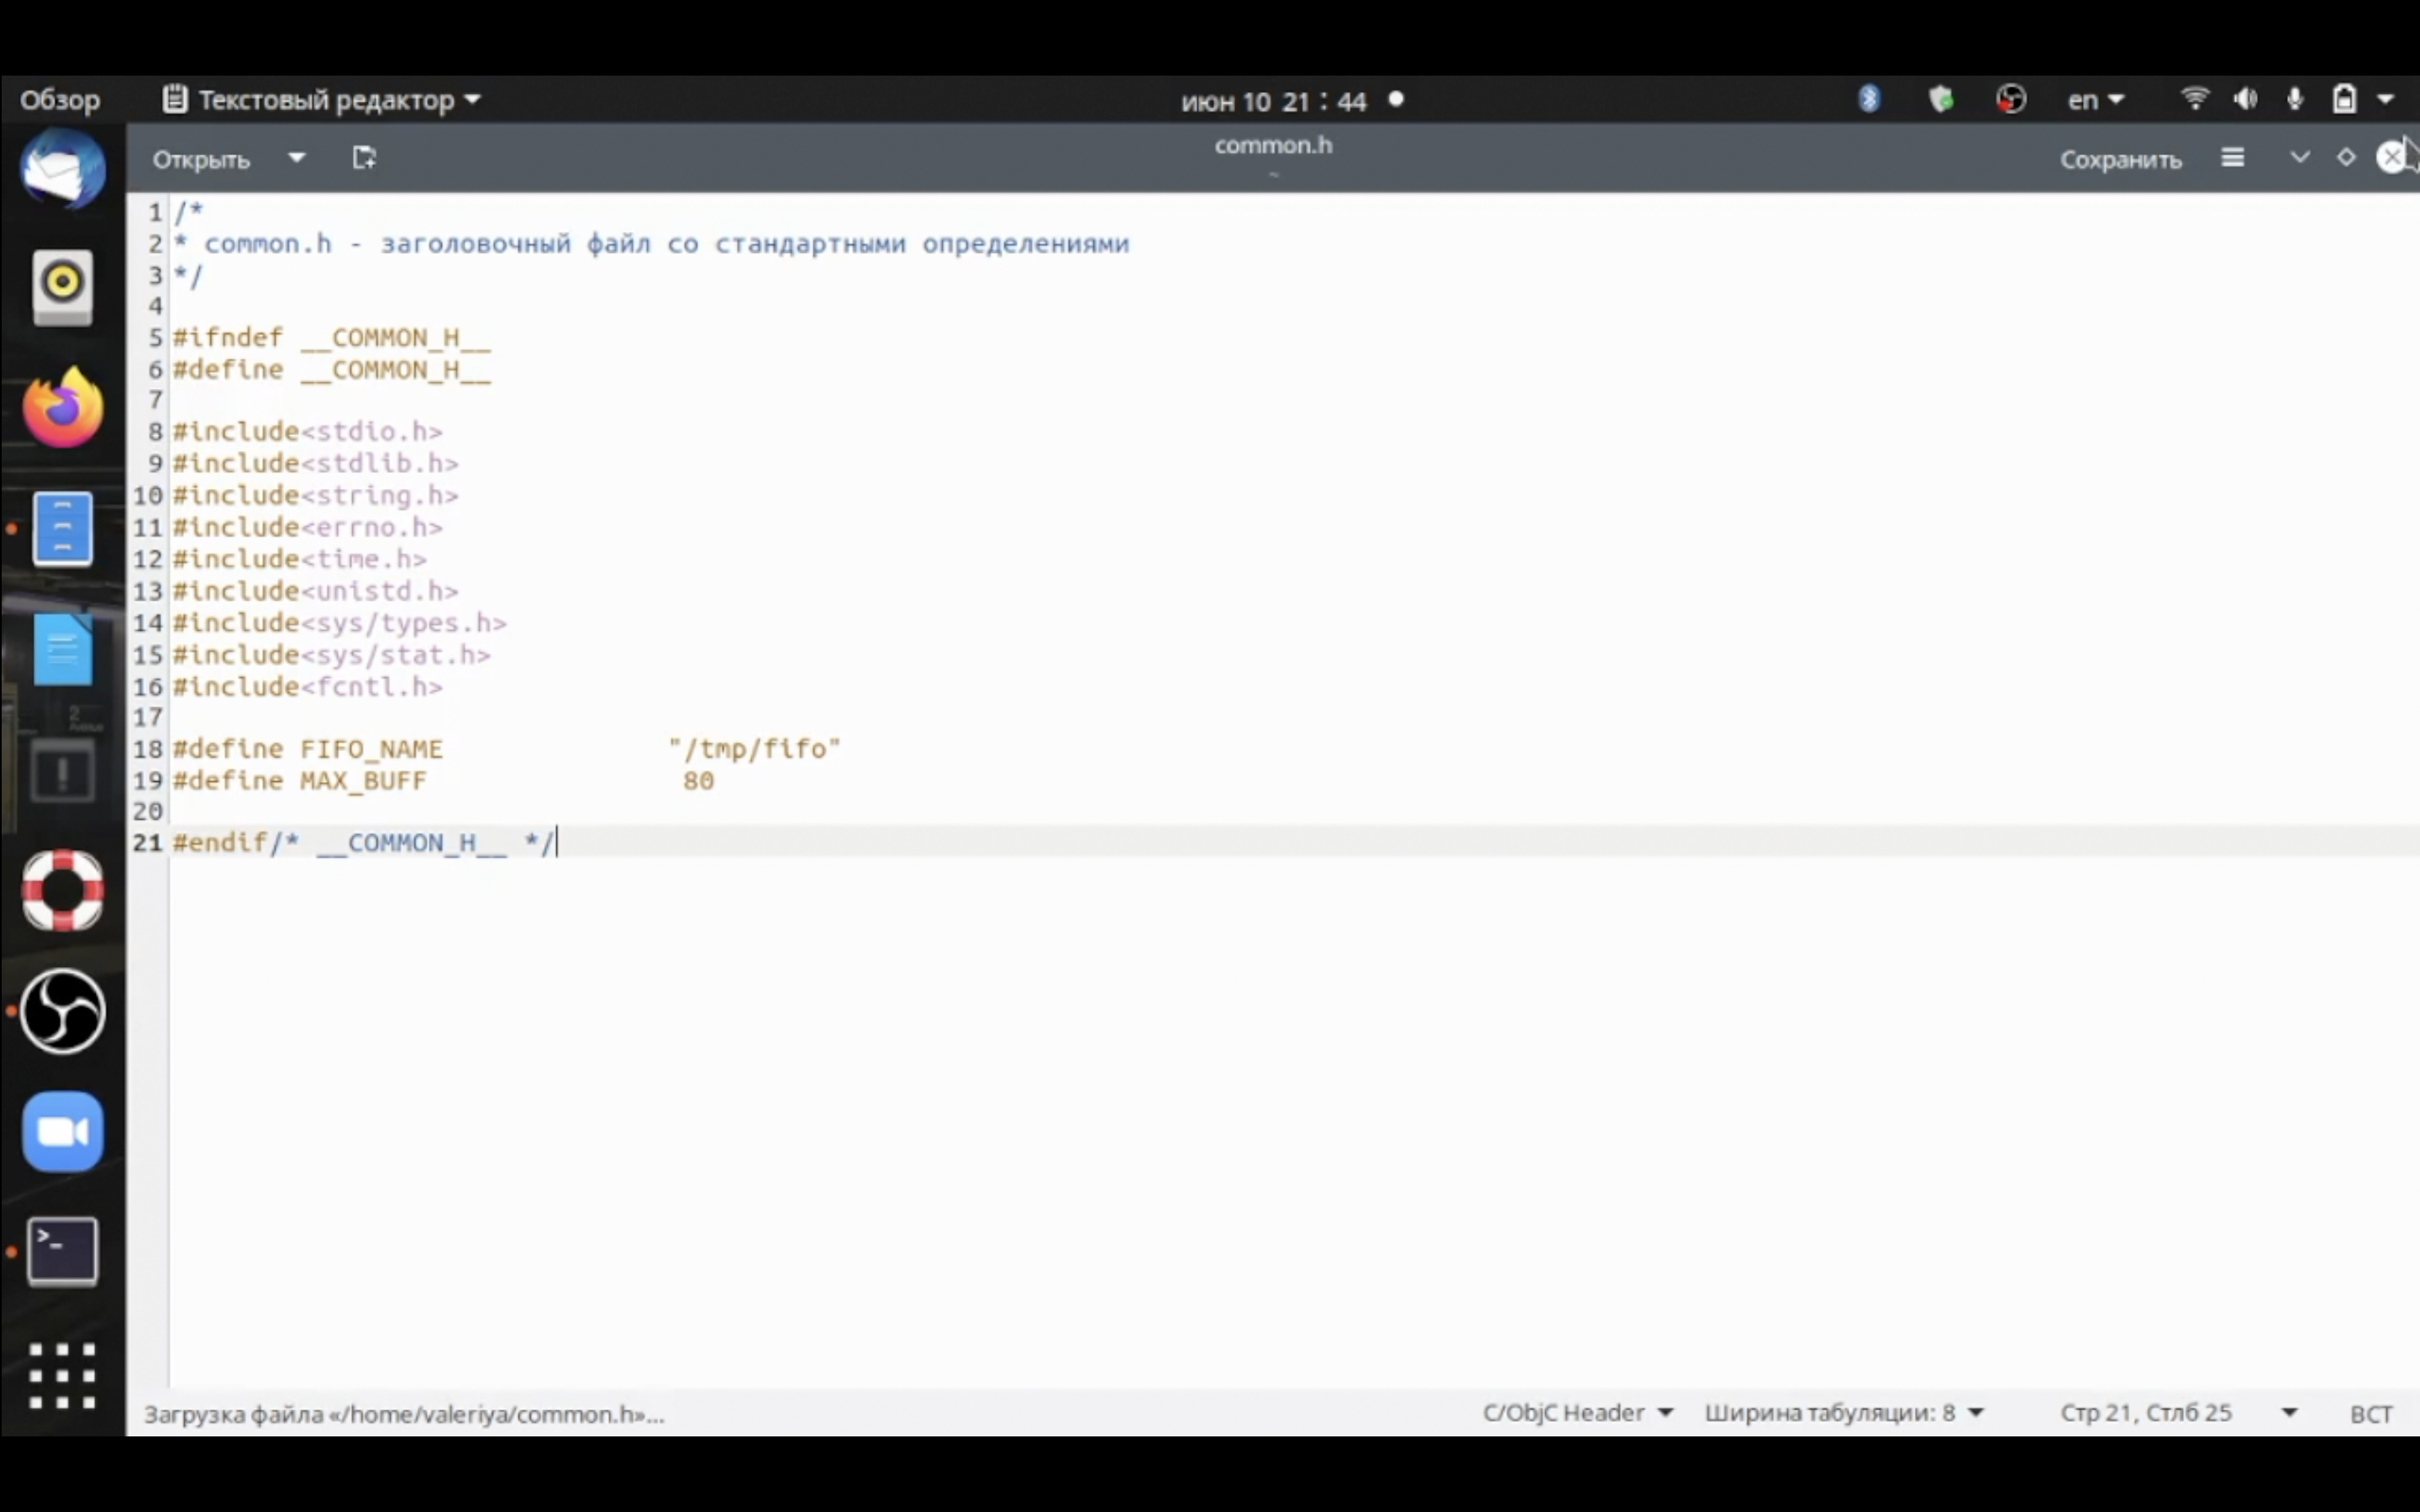 Обзор Текстовый редактор июн 10 21:44 en
Открыть common.h Сохранить
~
1 /*
2 * common.h - заголовочный файл со стандартными определениями
3 */
4
5 #ifndef __COMMON_H__
6 #define __COMMON_H__
7
8 #include<stdio.h>
9 #include<stdlib.h>
10 #include<string.h>
11 #include<errno.h>
12 #include<time.h>
13 #include<unistd.h>
14 #include<sys/types.h>
15 #include<sys/stat.h>
16 #include<fcntl.h>
17
18 #define FIFO_NAME "/tmp/fifo"
19 #define MAX_BUFF 80
20
21 #endif/* __COMMON_H__ */
Загрузка файла «/home/valeriya/common.h»... C/ObjC Header Ширина табуляции: 8 Стр 21, Стлб 25 ВСТ